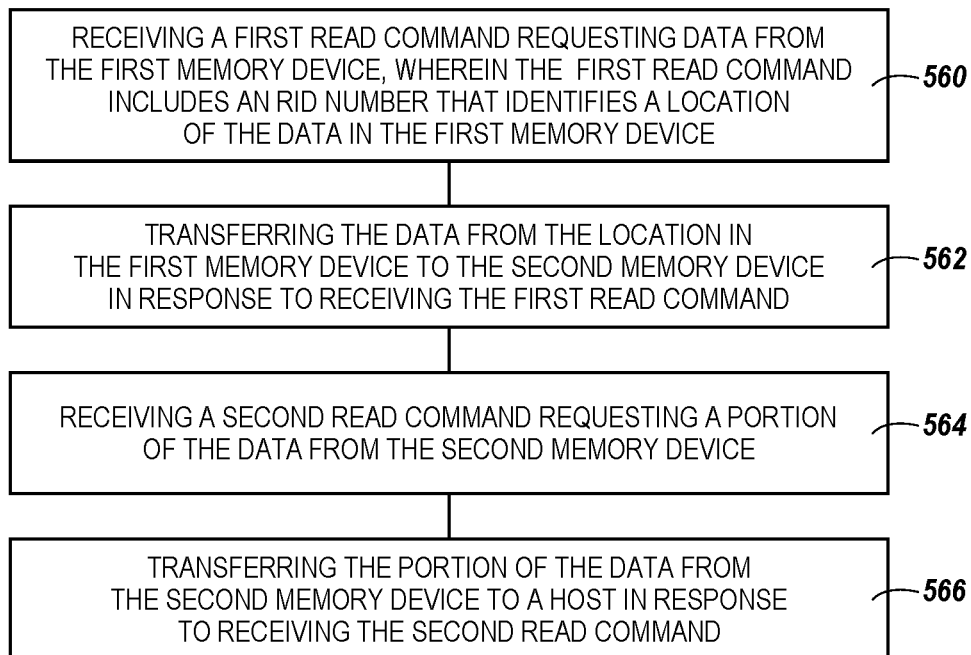 RECEIVING A FIRST READ COMMAND REQUESTING DATA FROM
THE FIRST MEMORY DEVICE, WHEREIN THE FIRST READ COMMAND
INCLUDES AN RID NUMBER THAT IDENTIFIES A LOCATION
OF THE DATA IN THE FIRST MEMORY DEVICE
560
TRANSFERRING THE DATA FROM THE LOCATION IN
THE FIRST MEMORY DEVICE TO THE SECOND MEMORY DEVICE
IN RESPONSE TO RECEIVING THE FIRST READ COMMAND
562
RECEIVING A SECOND READ COMMAND REQUESTING A PORTION
OF THE DATA FROM THE SECOND MEMORY DEVICE
564
TRANSFERRING THE PORTION OF THE DATA FROM
THE SECOND MEMORY DEVICE TO A HOST IN RESPONSE
TO RECEIVING THE SECOND READ COMMAND
566